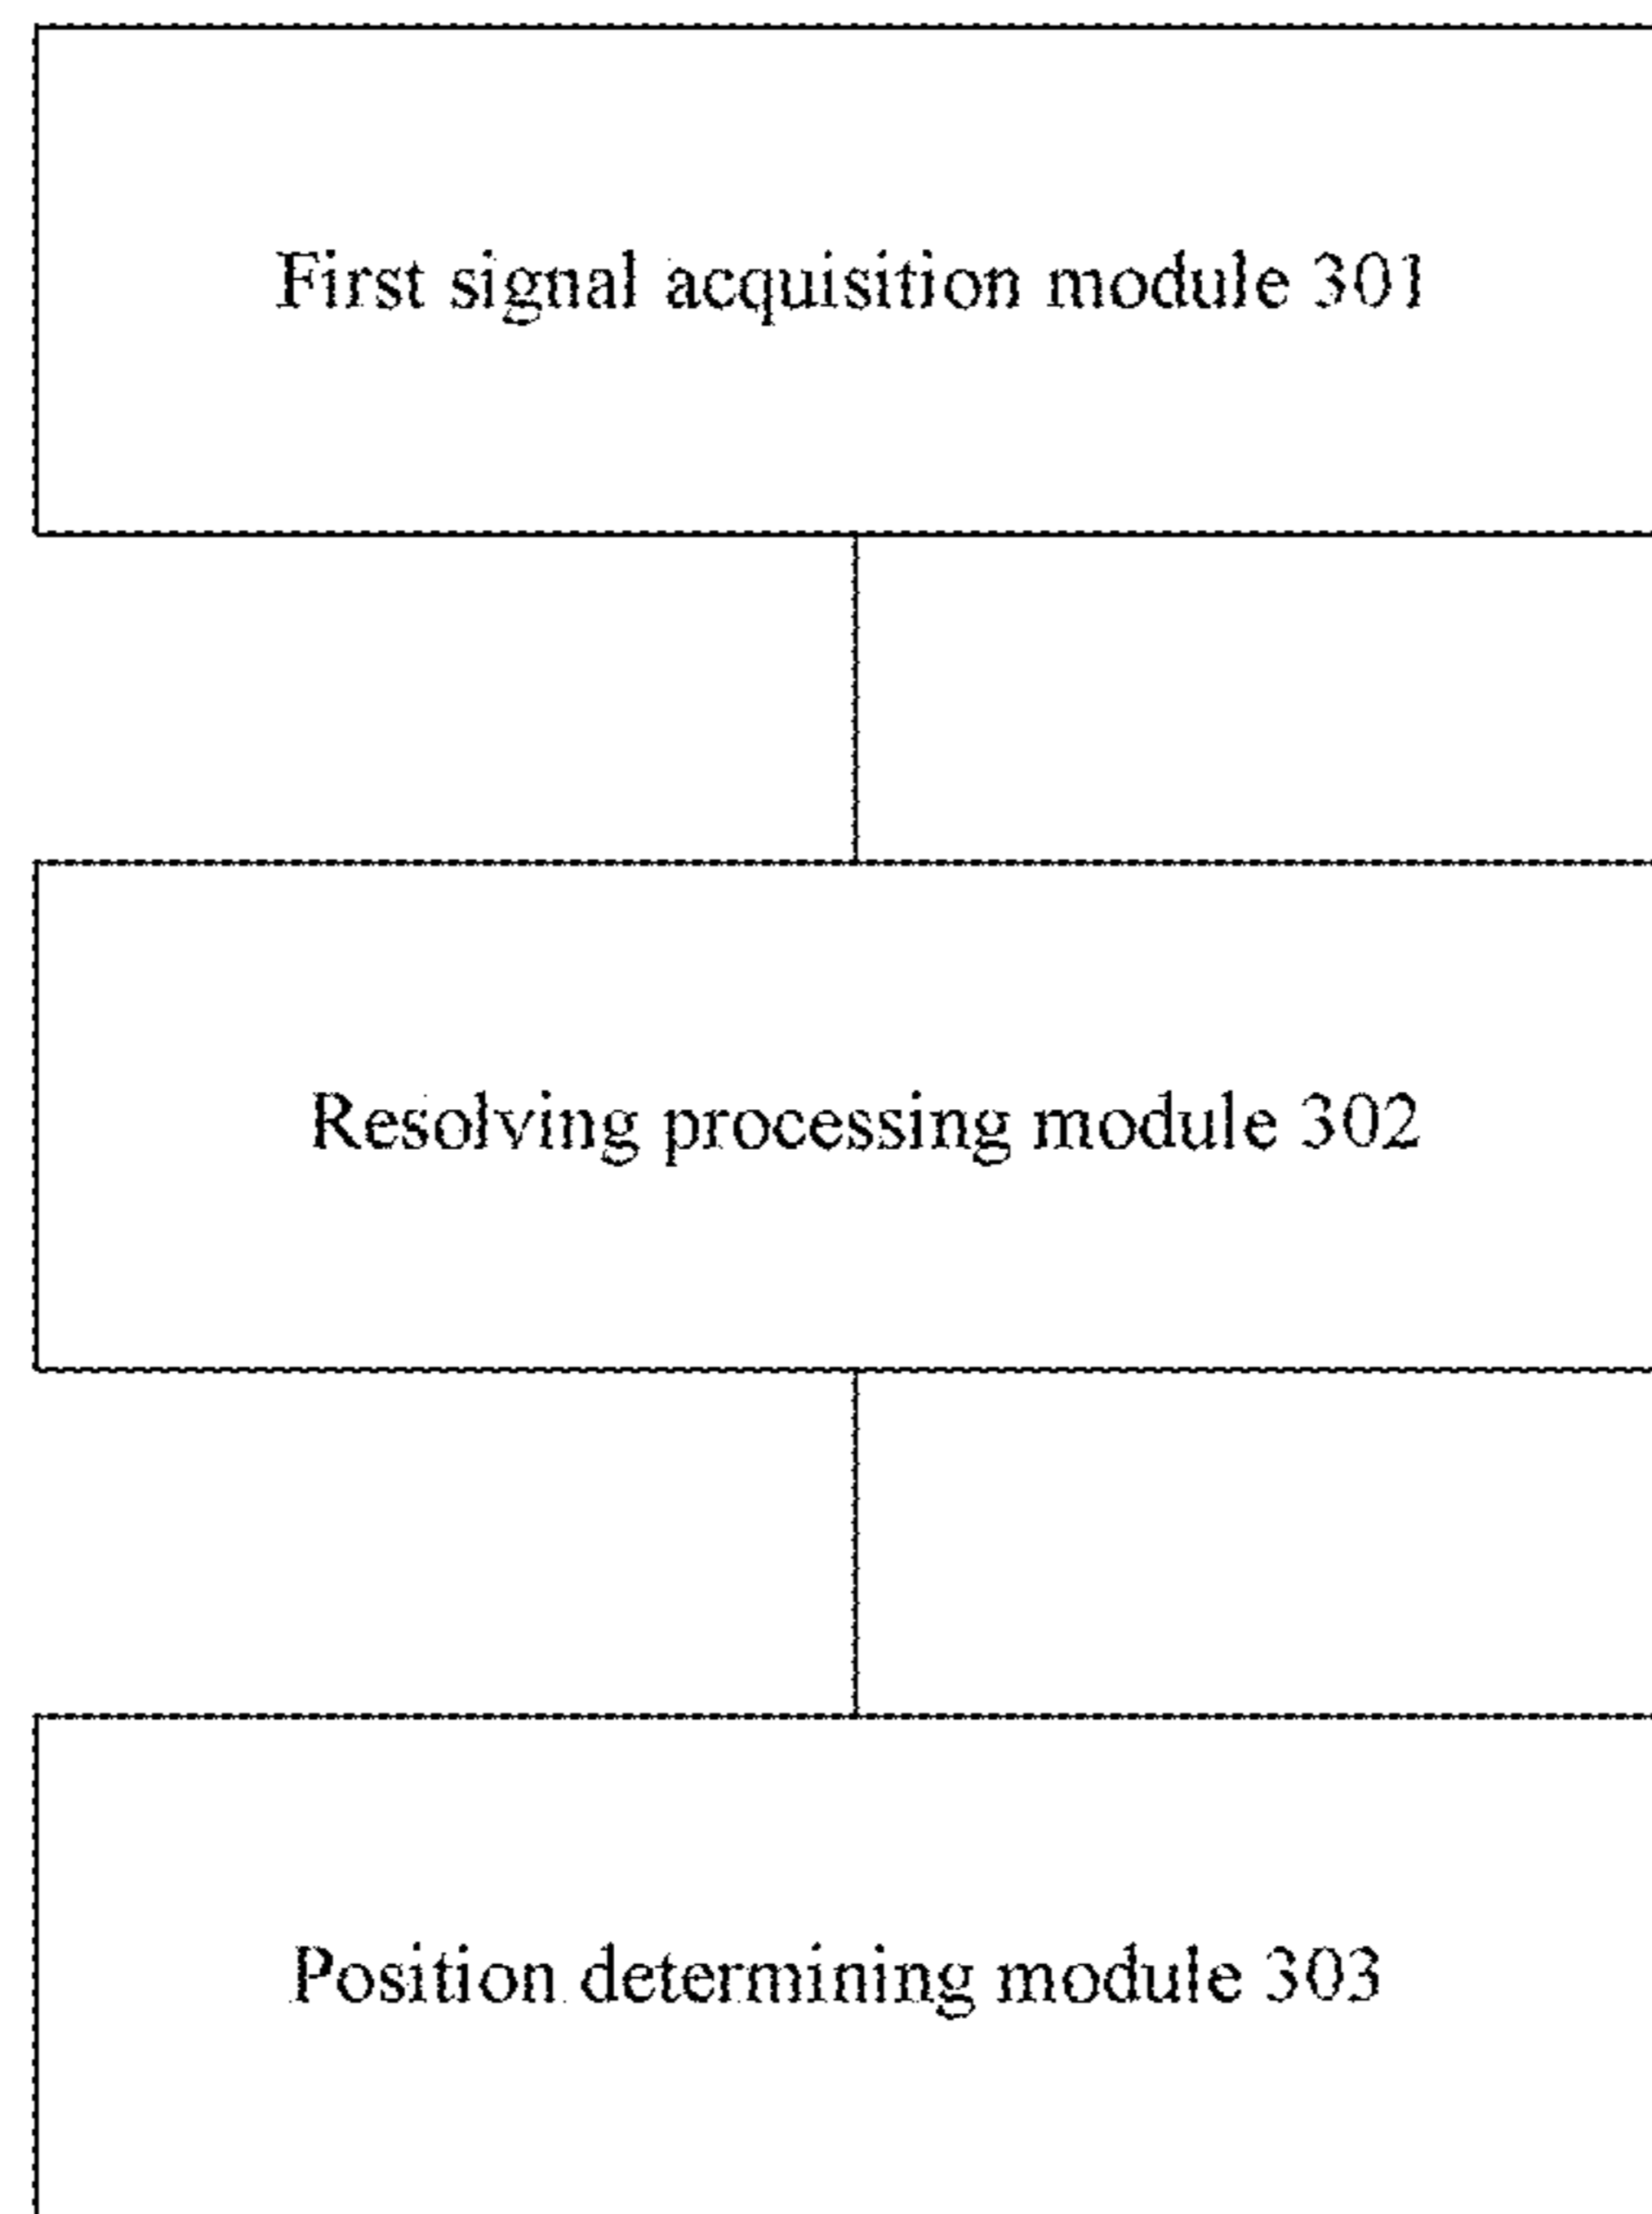 First signal acquisition module 301
Resolving processing module 302
Position determining module 303